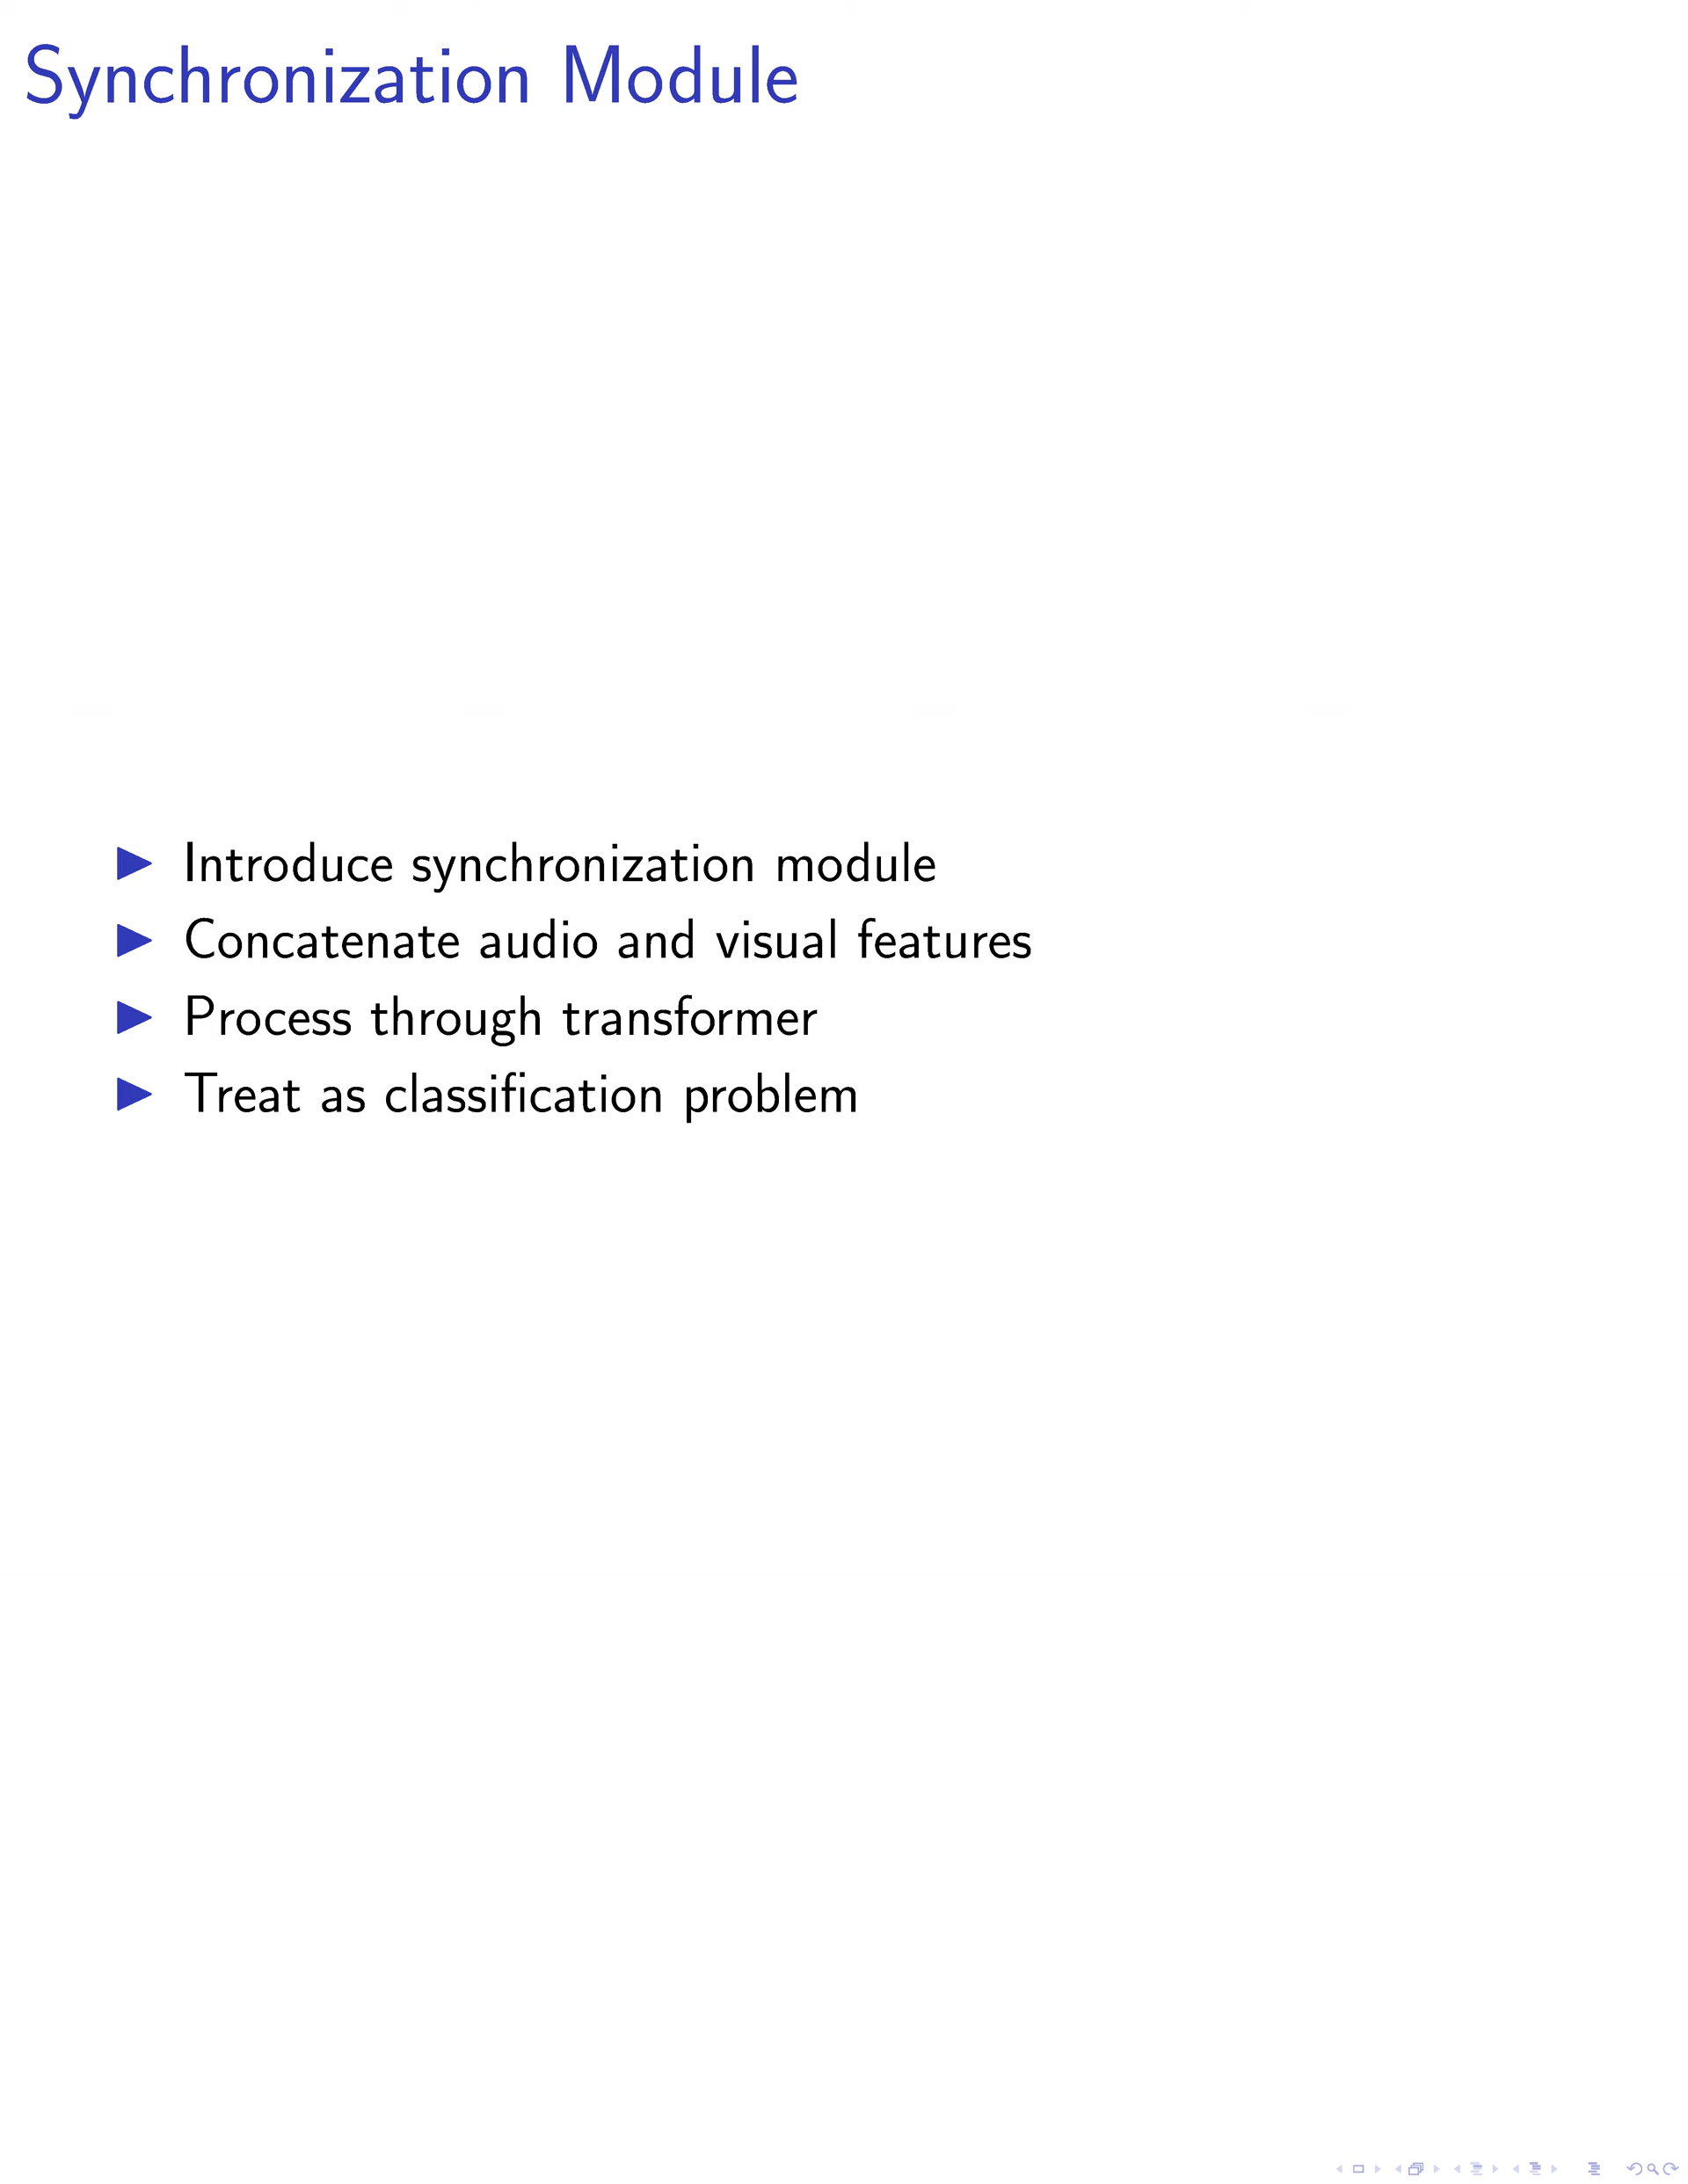 Synchronization Module
Introduce synchronization module
Concatenate audio and visual features
Process through transformer
Treat as classification problem